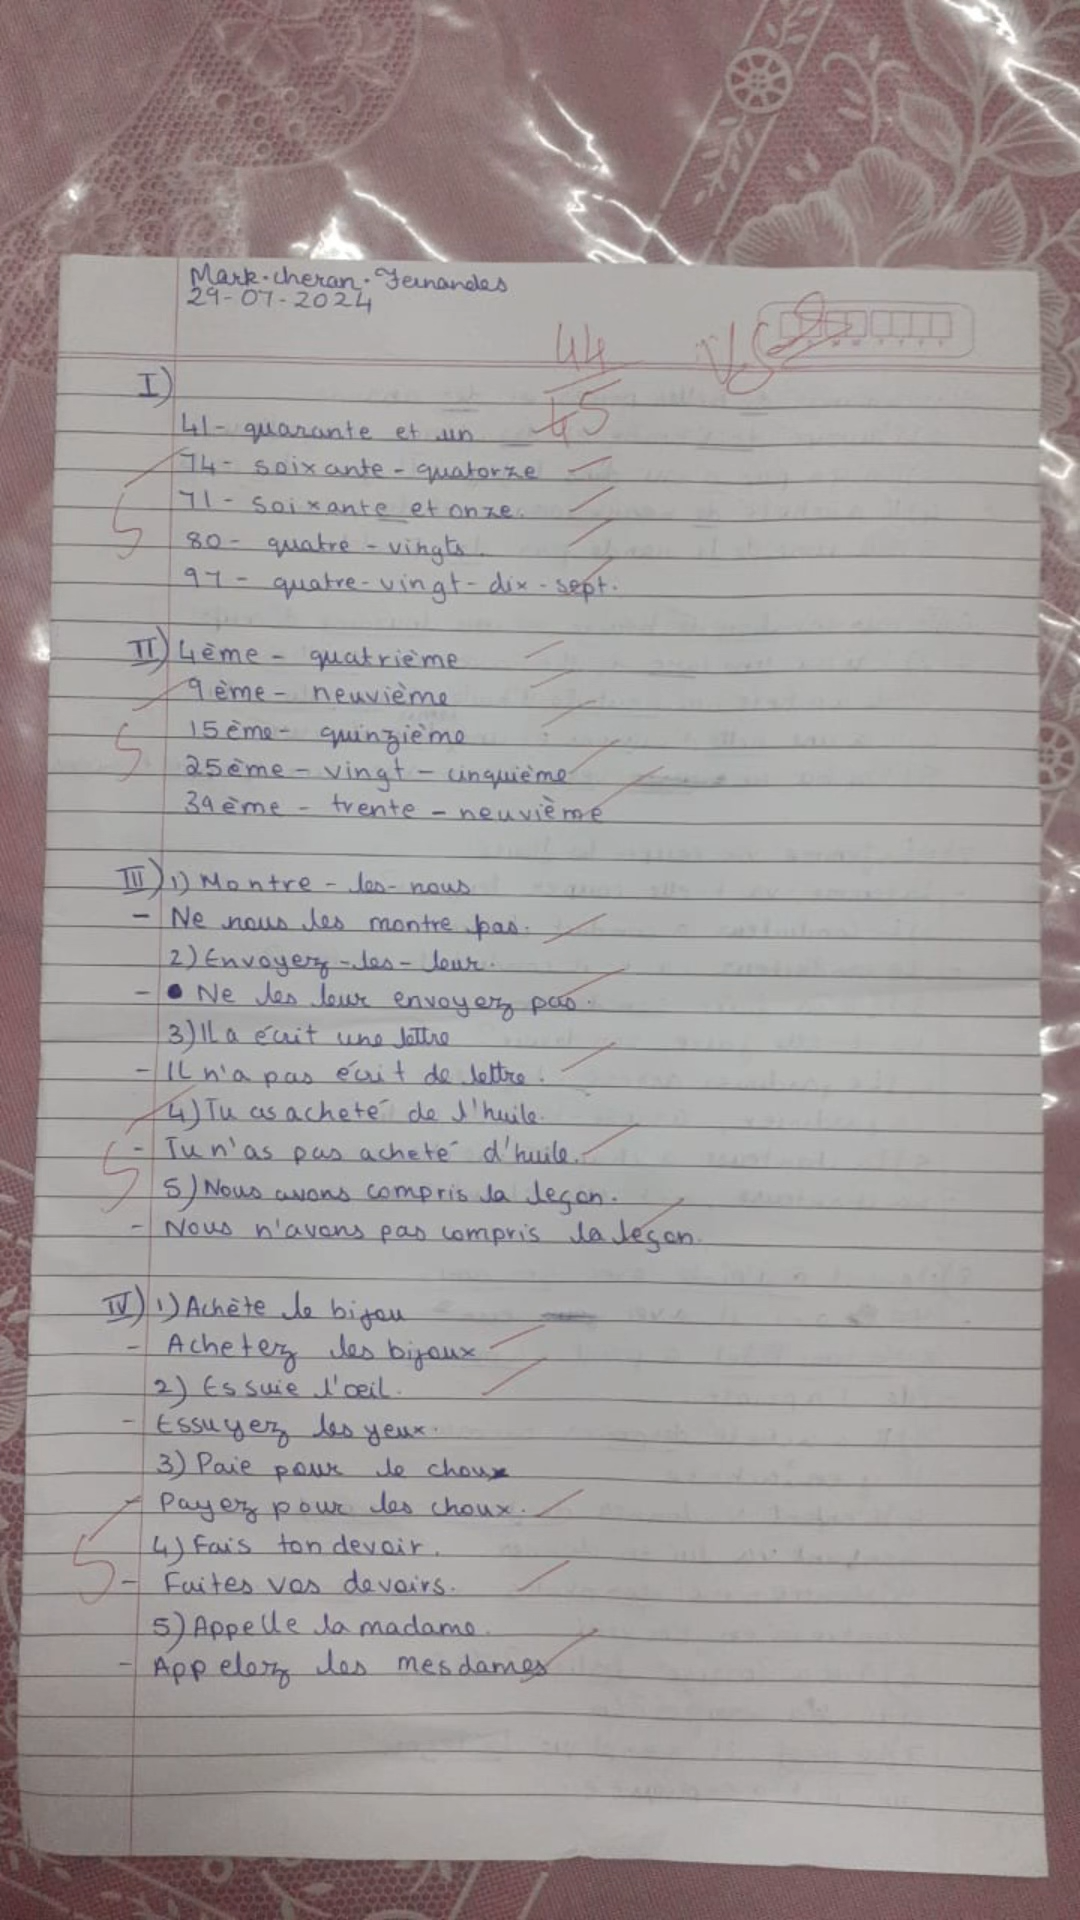 Mark.cheran.Fernandes
29-07-2024
44
45
V.S
I)
41- quarante et un
74- soixante - quatorze
71- soixante et onze.
80- quatre - vingts.
97- quatre-vingt-dix-sept.
5
II) 4ème - quatrième
9ème - neuvième
15ème- quinzième
25ème - vingt - cinquième
39ème - trente - neuvième
5
III) 1) Montre - les- nous
- Ne nous les montre pas.
2) Envoyez-les- leur.
- Ne les leur envoyez pas.
3) Il a écrit une lettre
- Il n'a pas écrit de lettre.
4) Tu as acheté de l'huile.
- Tu n'as pas acheté d'huile.
5) Nous avons compris la leçon.
- Nous n'avons pas compris la leçon.
5
IV) 1) Achète le bijou
- Achetez les bijoux
2) Essuie l'oeil.
- Essuyez les yeux.
3) Paie pour le chou
- Payez pour les choux.
4) Fais ton devoir.
- Faites vos devoirs.
5) Appelle la madame.
- Appelez les mesdames
5